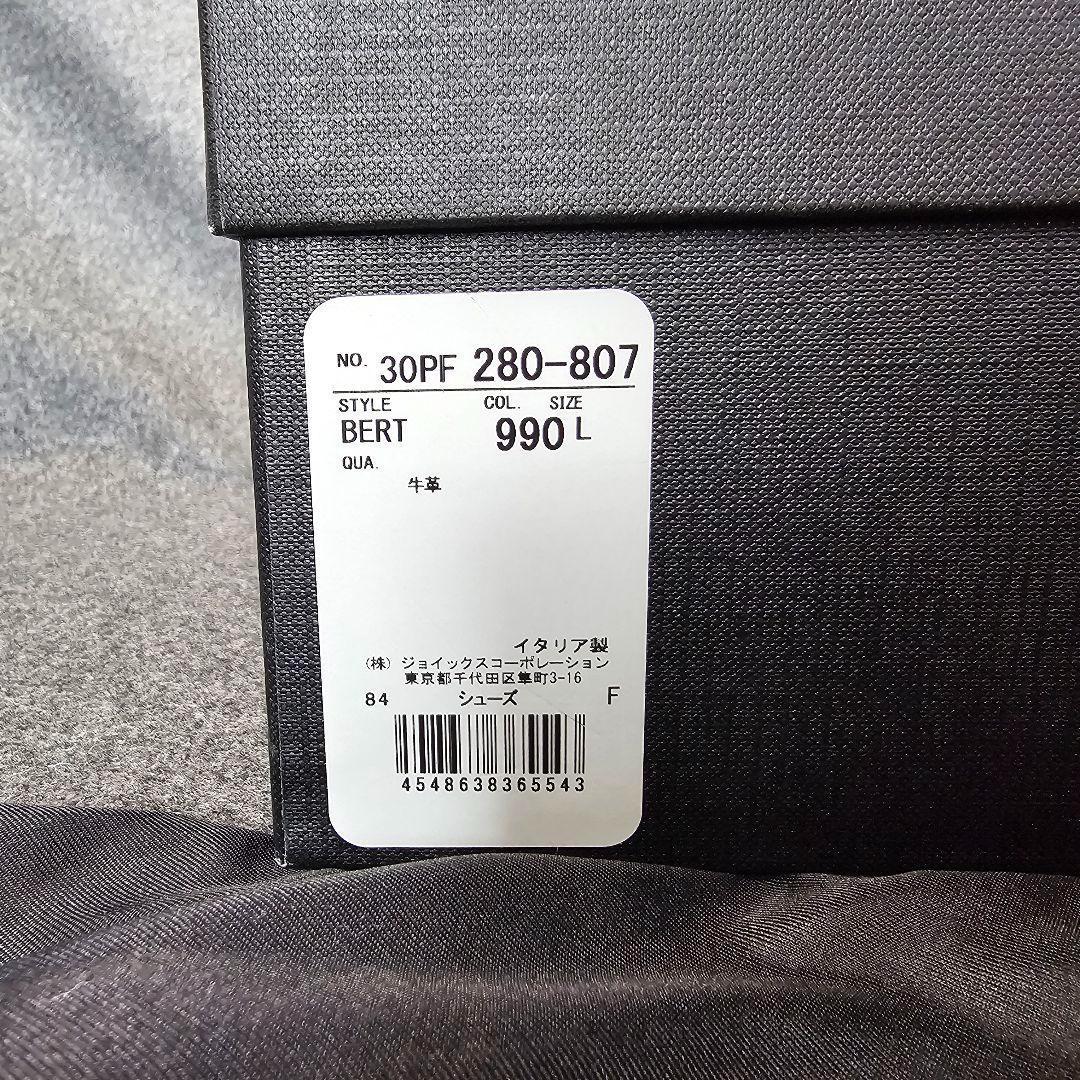 NO. 30PF 280-807
STYLE COL. SIZE
BERT 990 L
QUA.
牛革
イタリア製
(株) ジョイックスコーポレーション
東京都千代田区隼町3-16
84 シューズ F
4548638365543